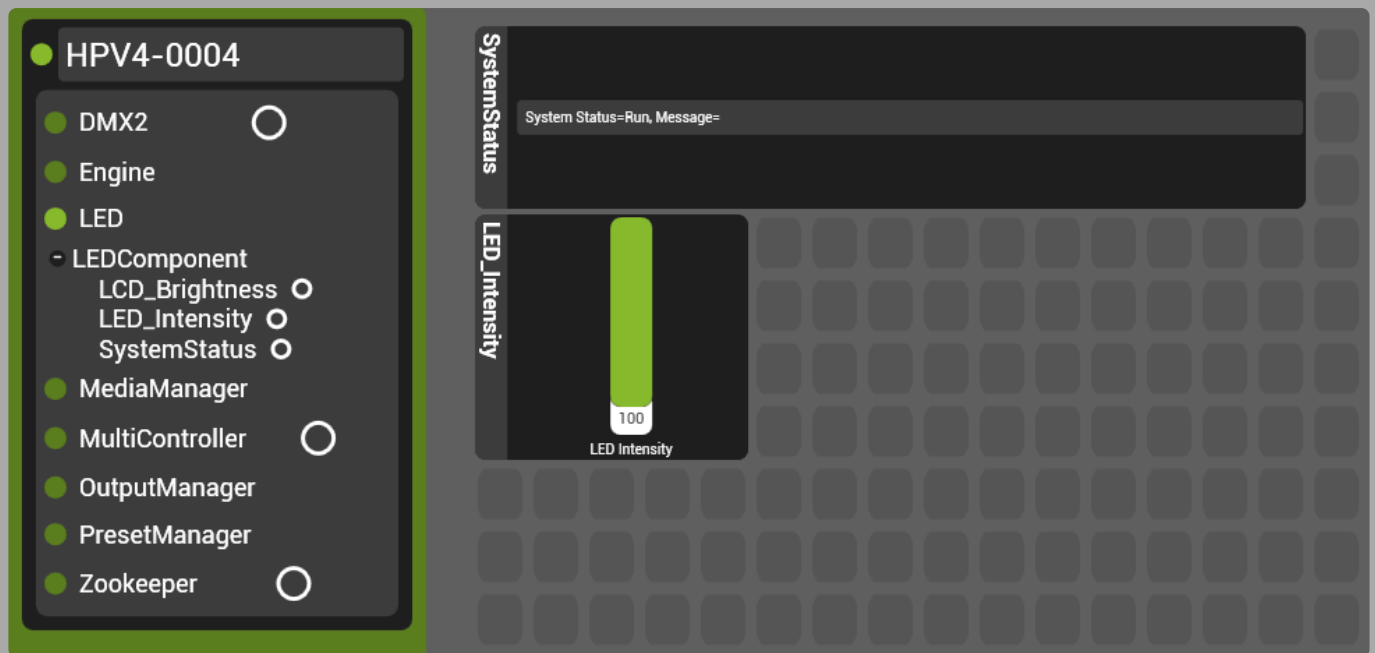 HPV4-0004
DMX2
Engine
LED
LEDComponent
LCD_Brightness
LED_Intensity
SystemStatus
MediaManager
MultiController
OutputManager
PresetManager
Zookeeper
SystemStatus
System Status=Run, Message=
LED_Intensity
100
LED Intensity